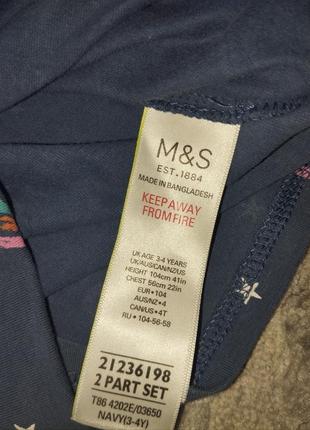 M&S
EST. 1884
MADE IN BANGLADESH
KEEP AWAY
FROM FIRE
UK AGE 3-4 YEARS
UK/AUS/CAN/NZ/US
HEIGHT 104cm 41in
CHEST 56cm 22in
EUR • 104
AUS/NZ • 4
CAN/US • 4T
RU • 104-56-58
21236198
2 PART SET
T86 4202E/03650
NAVY(3-4Y)